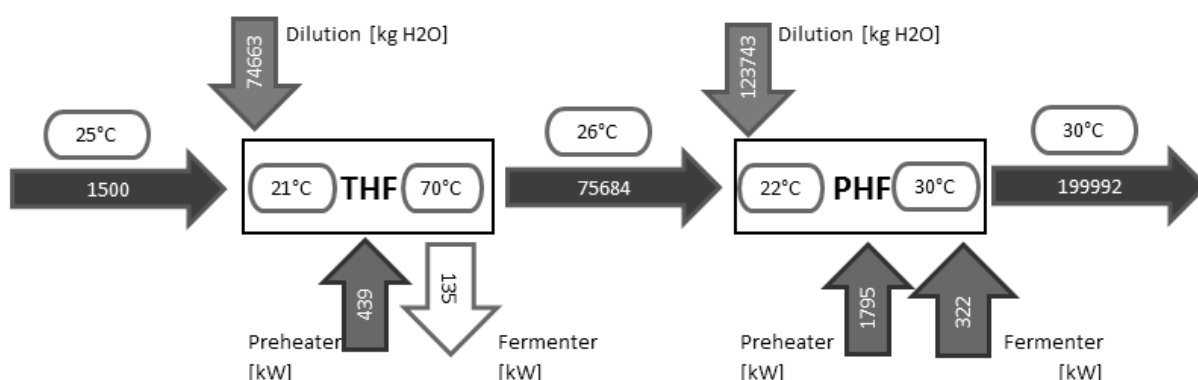 Dilution [kg H2O]
74663
Dilution [kg H2O]
123743
25°C
26°C
30°C
1500
21°C THF 70°C
75684
22°C PHF 30°C
199992
439
135
1795
322
Preheater
[kW]
Fermenter
[kW]
Preheater
[kW]
Fermenter
[kW]